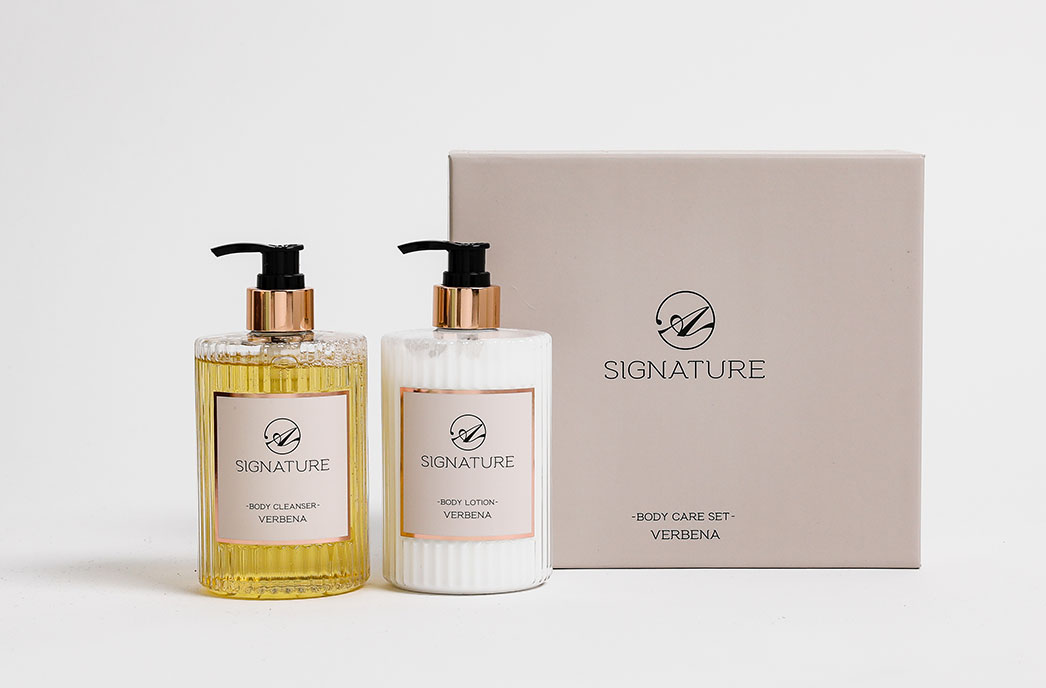 SIGNATURE
-BODY CLEANSER-
VERBENA
SIGNATURE
-BODY LOTION-
VERBENA
SIGNATURE
-BODY CARE SET-
VERBENA